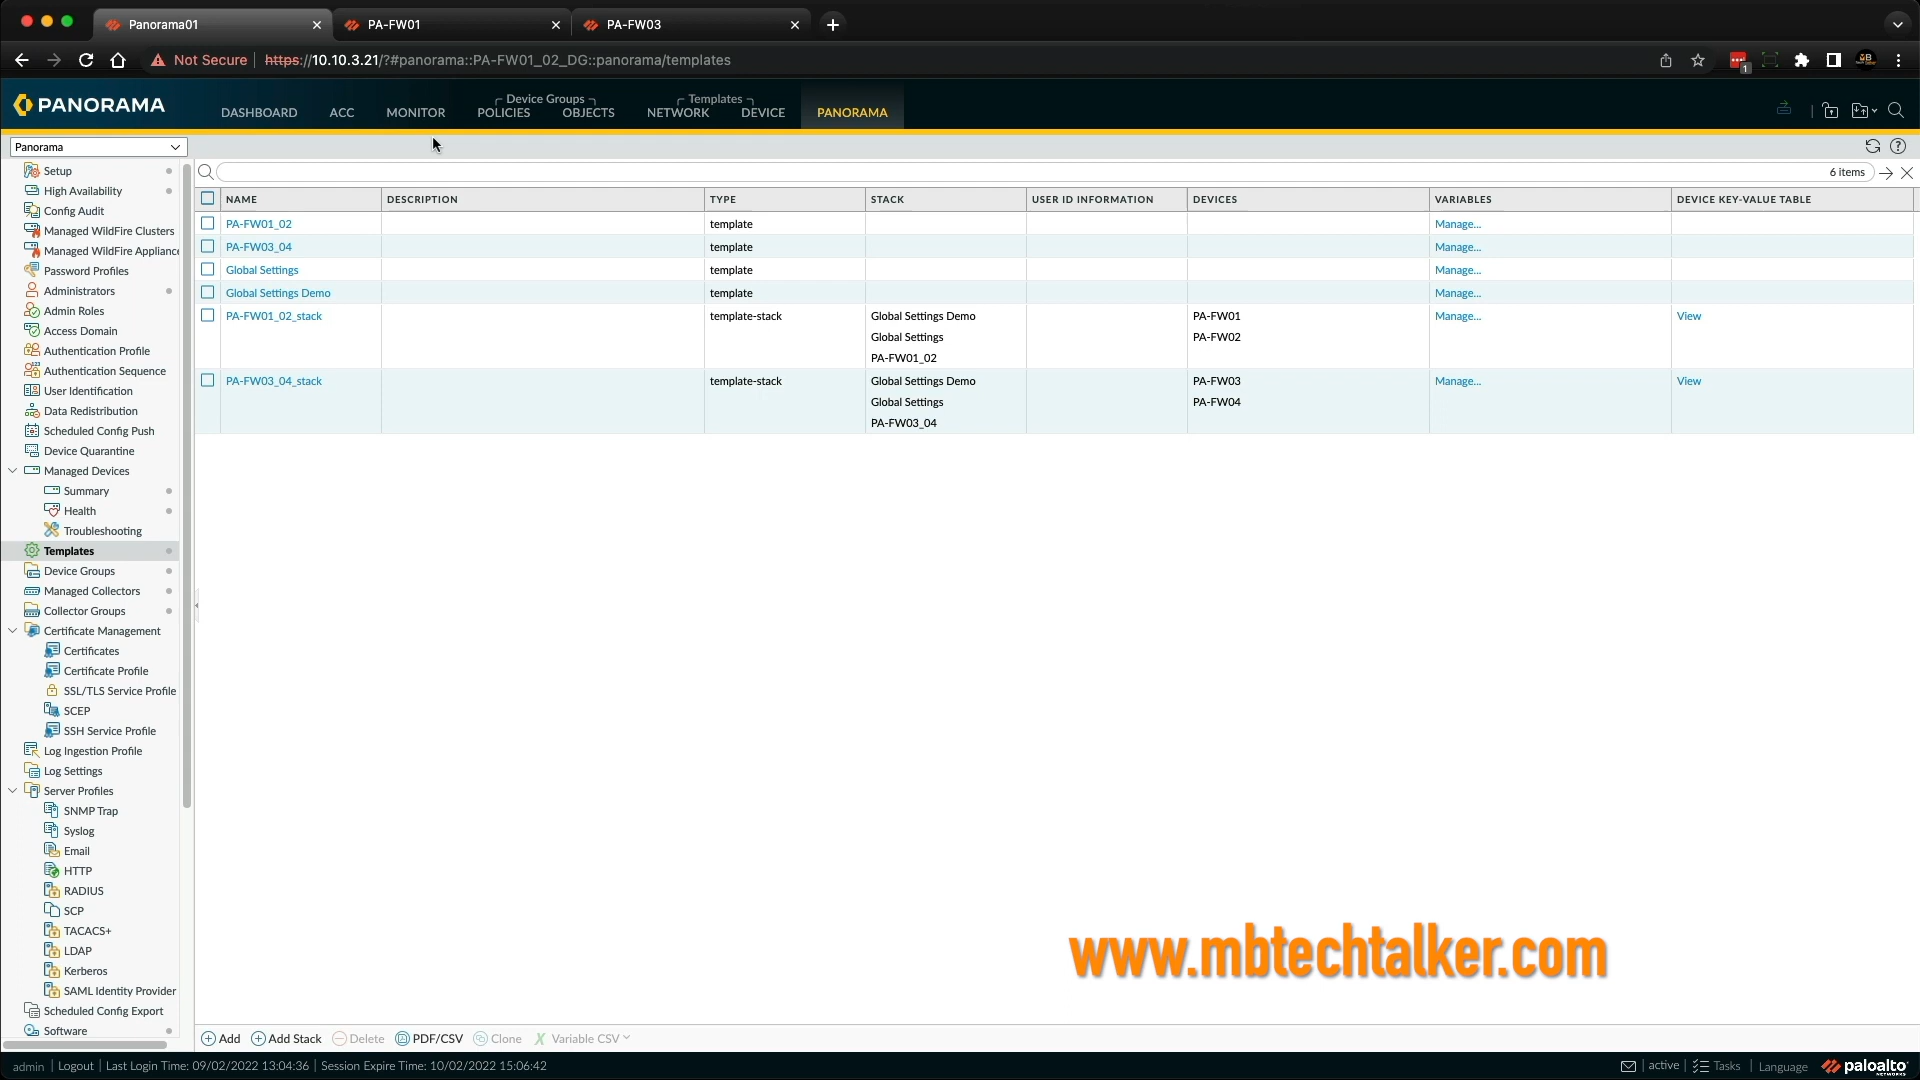 Panorama01
PA-FW01
PA-FW03
Not Secure
https://10.10.3.21/?#panorama::PA-FW01_02_DG::panorama/templates
1
PANORAMA
DASHBOARD
ACC
MONITOR
Device Groups
POLICIES
OBJECTS
Templates
NETWORK
DEVICE
PANORAMA
Panorama
6 items
Setup
High Availability
Config Audit
Managed WildFire Clusters
Managed WildFire Applianc
Password Profiles
Administrators
Admin Roles
Access Domain
Authentication Profile
Authentication Sequence
User Identification
Data Redistribution
Scheduled Config Push
Device Quarantine
Managed Devices
Summary
Health
Troubleshooting
Templates
Device Groups
Managed Collectors
Collector Groups
Certificate Management
Certificates
Certificate Profile
SSL/TLS Service Profile
SCEP
SSH Service Profile
Log Ingestion Profile
Log Settings
Server Profiles
SNMP Trap
Syslog
Email
HTTP
RADIUS
SCP
TACACS+
LDAP
Kerberos
SAML Identity Provider
Scheduled Config Export
Software
NAME DESCRIPTION TYPE STACK USER ID INFORMATION DEVICES VARIABLES DEVICE KEY-VALUE TABLE
PA-FW01_02 template Manage...
PA-FW03_04 template Manage...
Global Settings template Manage...
Global Settings Demo template Manage...
PA-FW01_02_stack template-stack Global Settings Demo PA-FW01 Manage... View
Global Settings PA-FW02
PA-FW01_02
PA-FW03_04_stack template-stack Global Settings Demo PA-FW03 Manage... View
Global Settings PA-FW04
PA-FW03_04
www.mbtechtalker.com
Add Add Stack Delete PDF/CSV Clone Variable CSV
admin | Logout | Last Login Time: 09/02/2022 13:04:36 | Session Expire Time: 10/02/2022 15:06:42
active | Tasks | Language
paloalto
NETWORKS